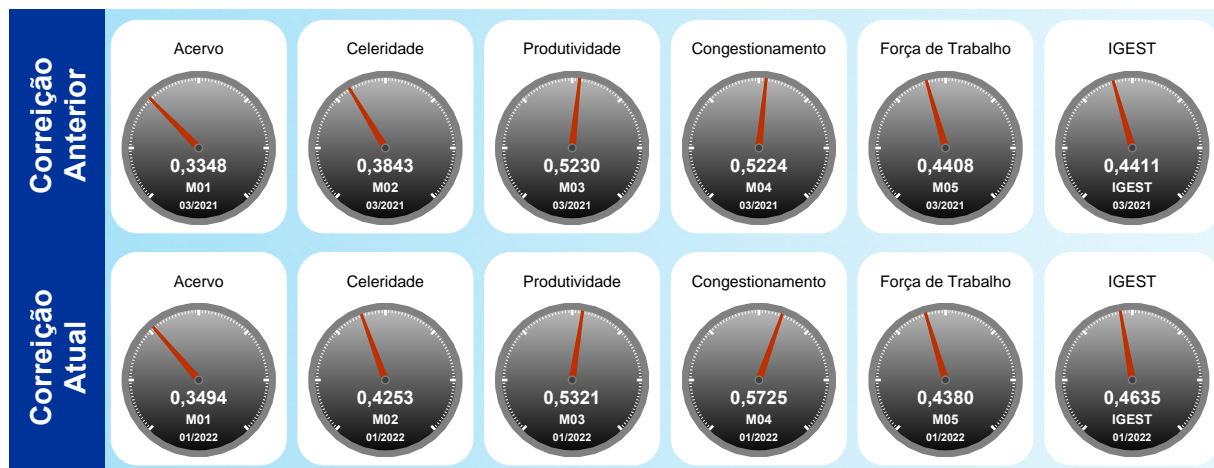 Correição
Anterior
Acervo
0,3348
M01
03/2021
Celeridade
0,3843
M02
03/2021
Produtividade
0,5230
M03
03/2021
Congestionamento
0,5224
M04
03/2021
Força de Trabalho
0,4408
M05
03/2021
IGEST
0,4411
IGEST
03/2021
Correição
Atual
Acervo
0,3494
M01
01/2022
Celeridade
0,4253
M02
01/2022
Produtividade
0,5321
M03
01/2022
Congestionamento
0,5725
M04
01/2022
Força de Trabalho
0,4380
M05
01/2022
IGEST
0,4635
IGEST
01/2022